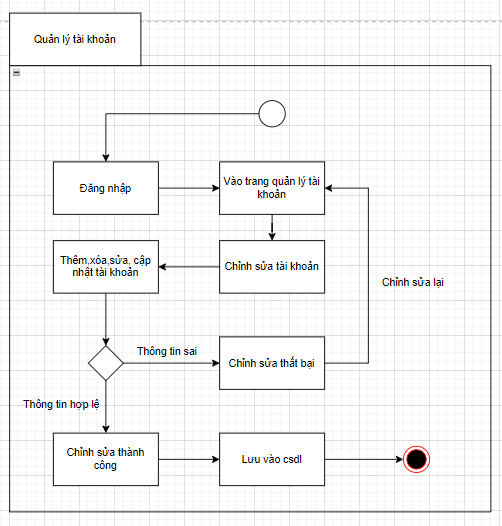 Quản lý tài khoản
Đăng nhập
Vào trang quản lý tài
khoản
Thêm,xóa,sửa, cập
nhật tài khoản
Chỉnh sửa tài khoản
Chỉnh sửa lại
Thông tin sai
Chỉnh sửa thất bại
Thông tin hợp lệ
Chỉnh sửa thành
công
Lưu vào csdl